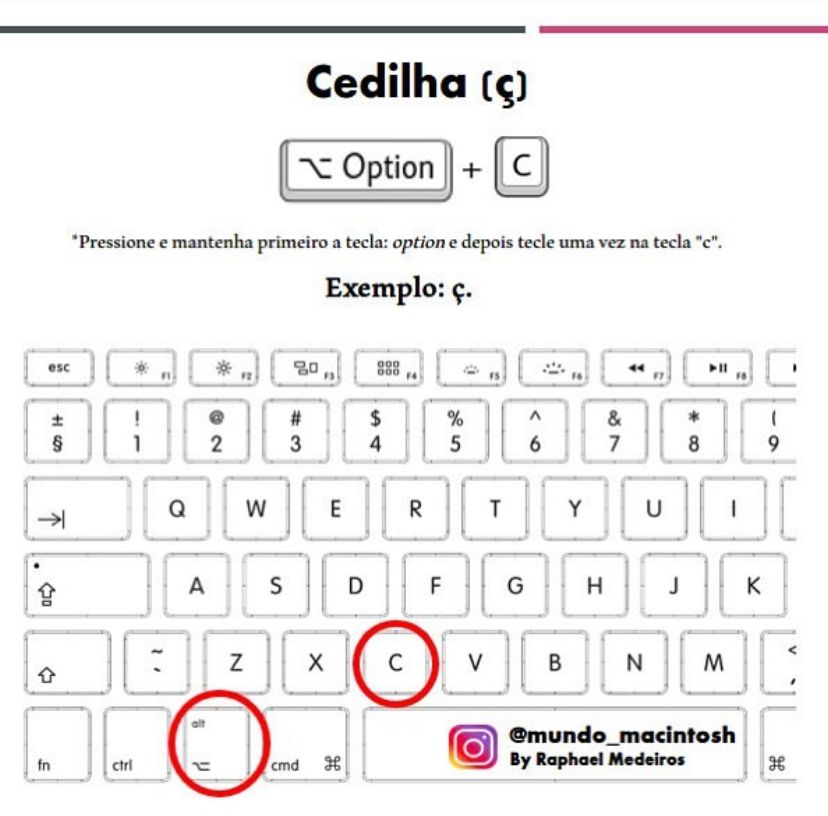 Cedilha (ç)
⌥ Option + C
*Pressione e mantenha primeiro a tecla: option e depois tecle uma vez na tecla "c".
Exemplo: ç.
esc F1 F2 F3 F4 F5 F6 F7 F8
± ! @ # $ % ^ & * (
§ 1 2 3 4 5 6 7 8 9
Q W E R T Y U I
A S D F G H J K
~ <
` Z X C V B N M ,
alt
fn ctrl ⌥ cmd ⌘ ⌘
@mundo_macintosh
By Raphael Medeiros